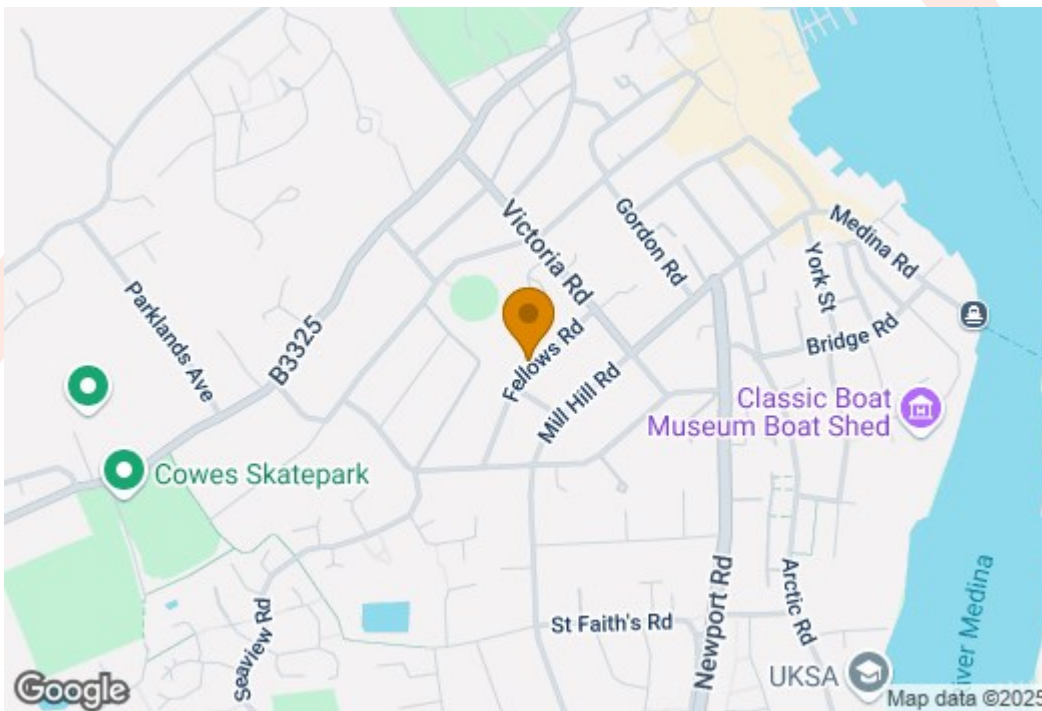 Victoria Rd
Gordon Rd
Medina Rd
York St
Parklands Ave
B3325
Fellows Rd
Bridge Rd
Mill Hill Rd
Classic Boat
Museum Boat Shed
Cowes Skatepark
Newport Rd
Arctic Rd
River Medina
St Faith's Rd
Seaview Rd
UKSA
Google
Map data ©2025